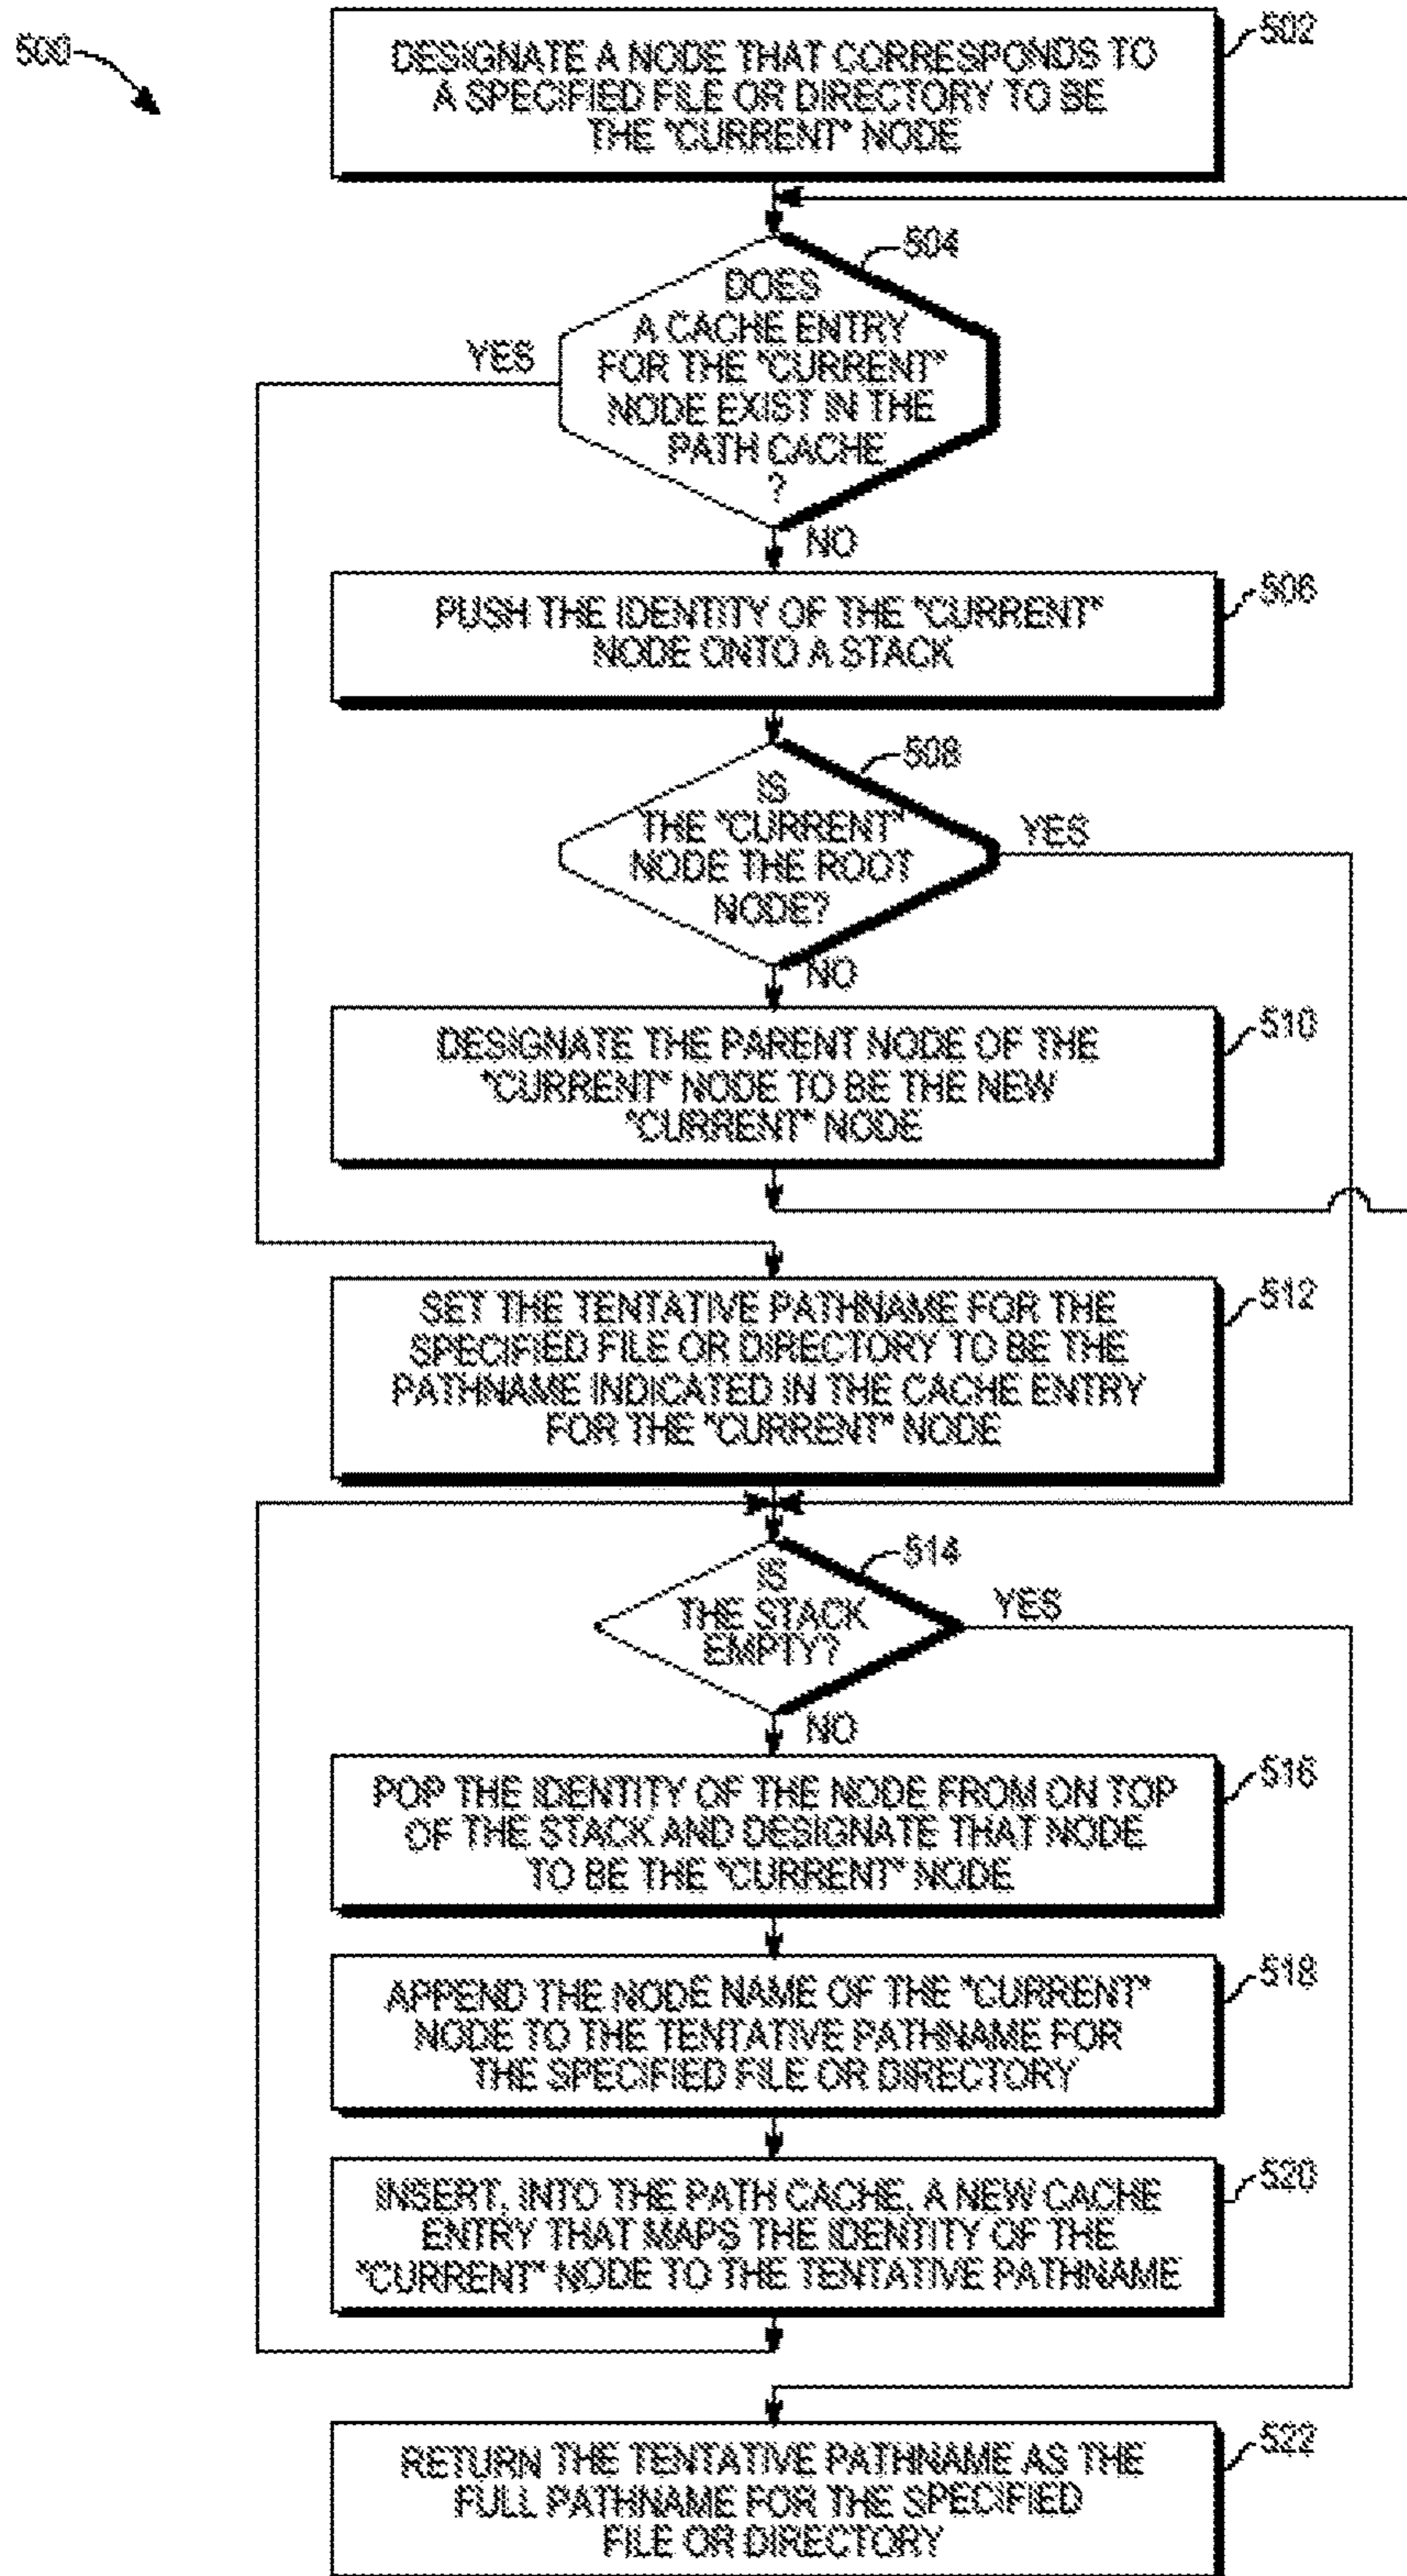 500
502
DESIGNATE A NODE THAT CORRESPONDS TO
A SPECIFIED FILE OR DIRECTORY TO BE
THE "CURRENT" NODE
504
DOES
A CACHE ENTRY
FOR THE "CURRENT"
NODE EXIST IN THE
PATH CACHE
?
YES
NO
506
PUSH THE IDENTITY OF THE "CURRENT"
NODE ONTO A STACK
508
IS
THE "CURRENT"
NODE THE ROOT
NODE?
YES
NO
510
DESIGNATE THE PARENT NODE OF THE
"CURRENT" NODE TO BE THE NEW
"CURRENT" NODE
512
SET THE TENTATIVE PATHNAME FOR THE
SPECIFIED FILE OR DIRECTORY TO BE THE
PATHNAME INDICATED IN THE CACHE ENTRY
FOR THE "CURRENT" NODE
514
IS
THE STACK
EMPTY?
YES
NO
516
POP THE IDENTITY OF THE NODE FROM ON TOP
OF THE STACK AND DESIGNATE THAT NODE
TO BE THE "CURRENT" NODE
518
APPEND THE NODE NAME OF THE "CURRENT"
NODE TO THE TENTATIVE PATHNAME FOR
THE SPECIFIED FILE OR DIRECTORY
520
INSERT, INTO THE PATH CACHE, A NEW CACHE
ENTRY THAT MAPS THE IDENTITY OF THE
"CURRENT" NODE TO THE TENTATIVE PATHNAME
522
RETURN THE TENTATIVE PATHNAME AS THE
FULL PATHNAME FOR THE SPECIFIED
FILE OR DIRECTORY